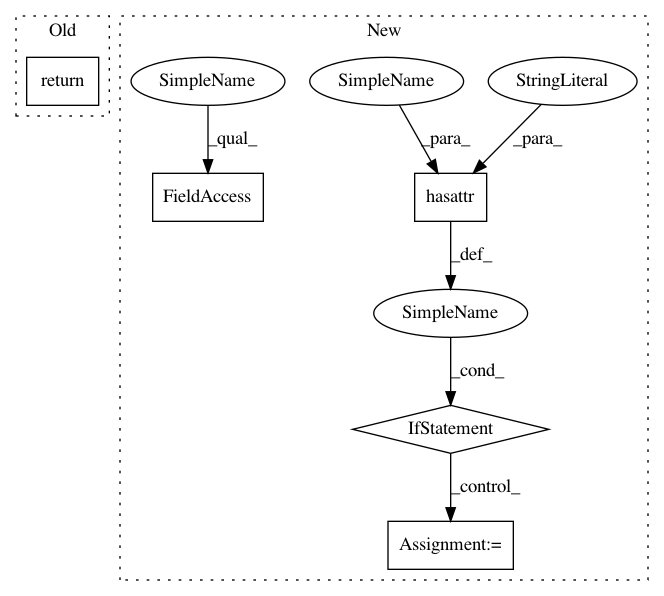 Old
New
return
SimpleName
SimpleName
StringLiteral
_qual_
_para_
_para_
FieldAccess
hasattr
_def_
SimpleName
_cond_
IfStatement
_control_
Assignment:=